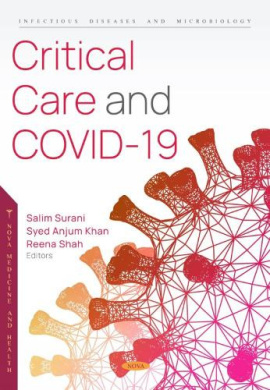 INFECTIOUS DISEASES AND MICROBIOLOGY
Critical
Care and
COVID-19
Salim Surani
Syed Anjum Khan
Reena Shah
Editors
NOVA MEDICINE AND HEALTH
NOVA